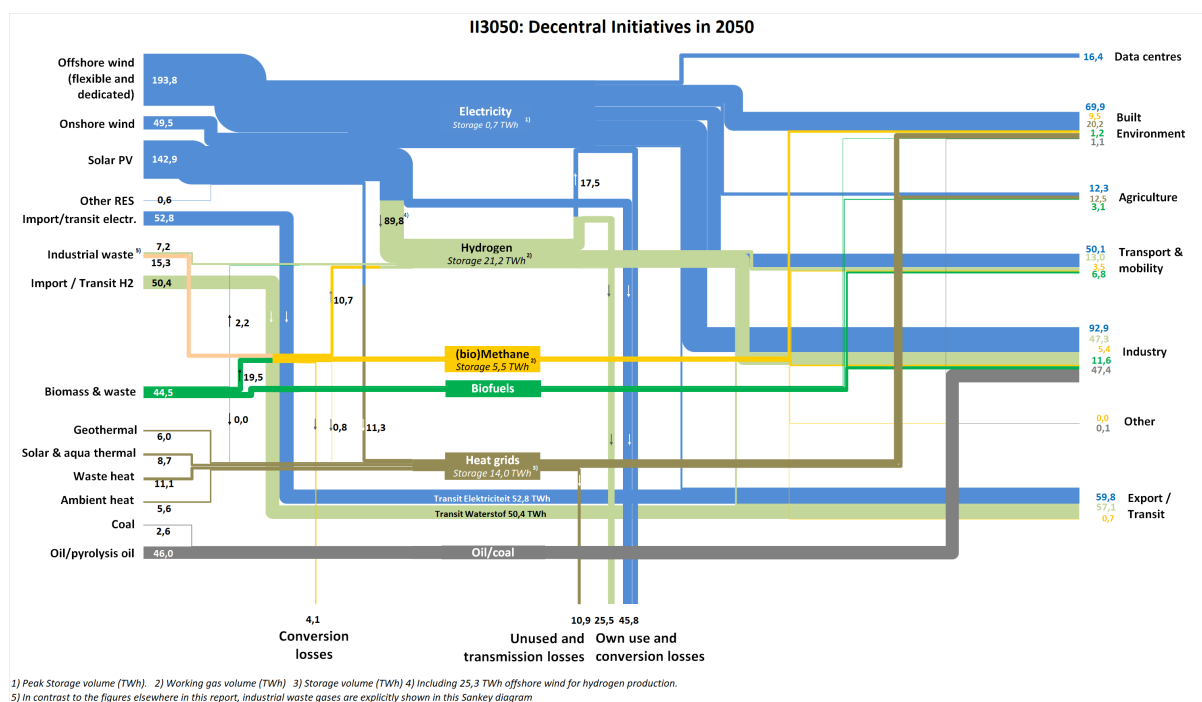 II3050: Decentral Initiatives in 2050
Offshore wind
(flexible and
dedicated)
193,8
Onshore wind
49,5
Solar PV
142,9
Other RES
0,6
Import/transit electr.
52,8
Industrial waste 5)
7,2
15,3
Import / Transit H2
50,4
Biomass & waste
44,5
Geothermal
6,0
Solar & aqua thermal
8,7
Waste heat
11,1
Ambient heat
5,6
Coal
2,6
Oil/pyrolysis oil
46,0
Electricity
Storage 0,7 TWh 1)
17,5
89,8 4)
Hydrogen
Storage 21,2 TWh 2)
10,7
2,2
(bio)Methane
Storage 5,5 TWh 2)
19,5
Biofuels
0,0
0,8
11,3
Heat grids
Storage 14,0 TWh 3)
Transit Elektriciteit 52,8 TWh
Transit Waterstof 50,4 TWh
Oil/coal
16,4
Data centres
69,9
9,5
20,2
1,2
1,1
Built
Environment
12,3
12,5
3,1
Agriculture
50,1
13,0
3,5
6,8
Transport &
mobility
92,9
47,3
5,4
11,6
47,4
Industry
0,0
0,1
Other
59,8
57,1
0,7
Export /
Transit
4,1
Conversion
losses
10,9
Unused and
transmission losses
25,5
45,8
Own use and
conversion losses
1) Peak Storage volume (TWh). 2) Working gas volume (TWh) 3) Storage volume (TWh) 4) Including 25,3 TWh offshore wind for hydrogen production.
5) In contrast to the figures elsewhere in this report, industrial waste gases are explicitly shown in this Sankey diagram